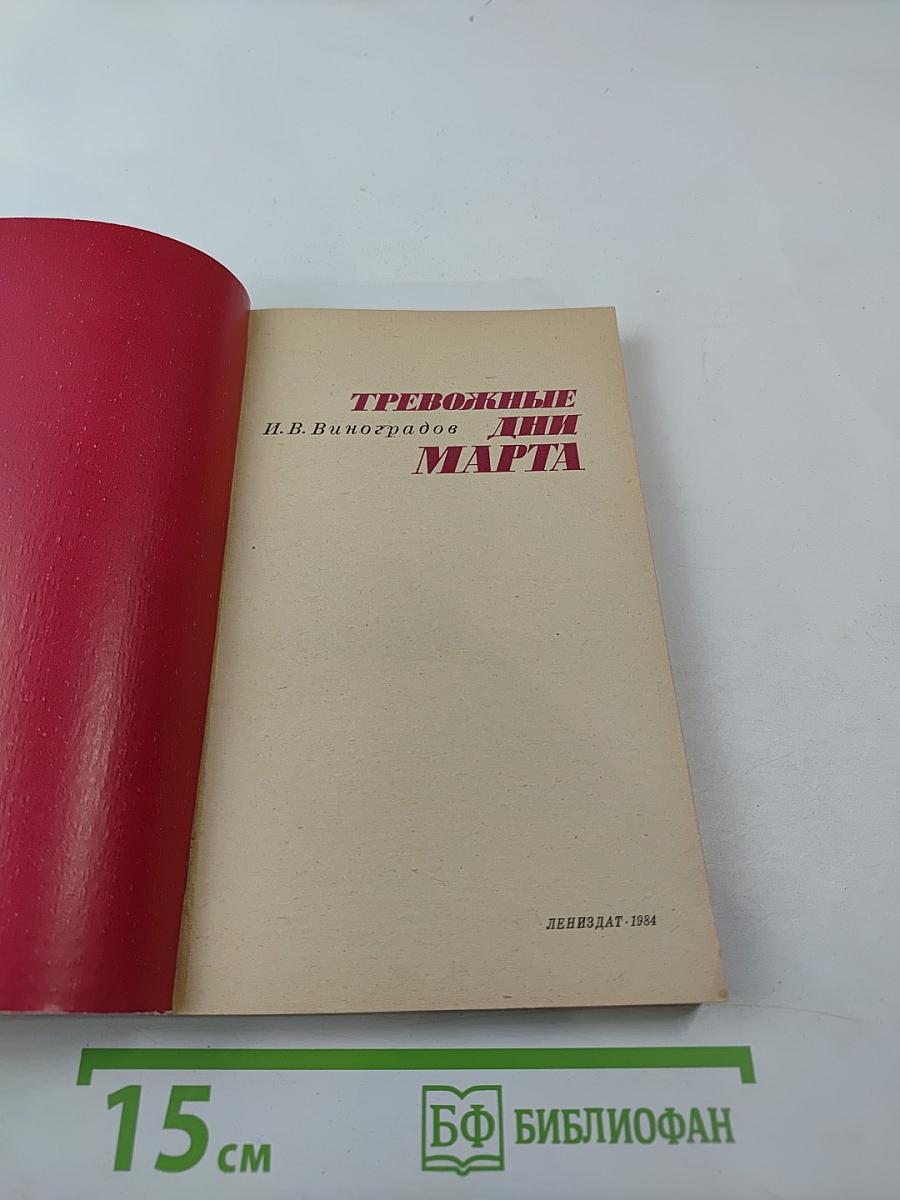 ТРЕВОЖНЫЕ
И. В. Виноградов ДНИ
МАРТА
ЛЕНИЗДАТ · 1984
15 см
БФ БИБЛИОФАН